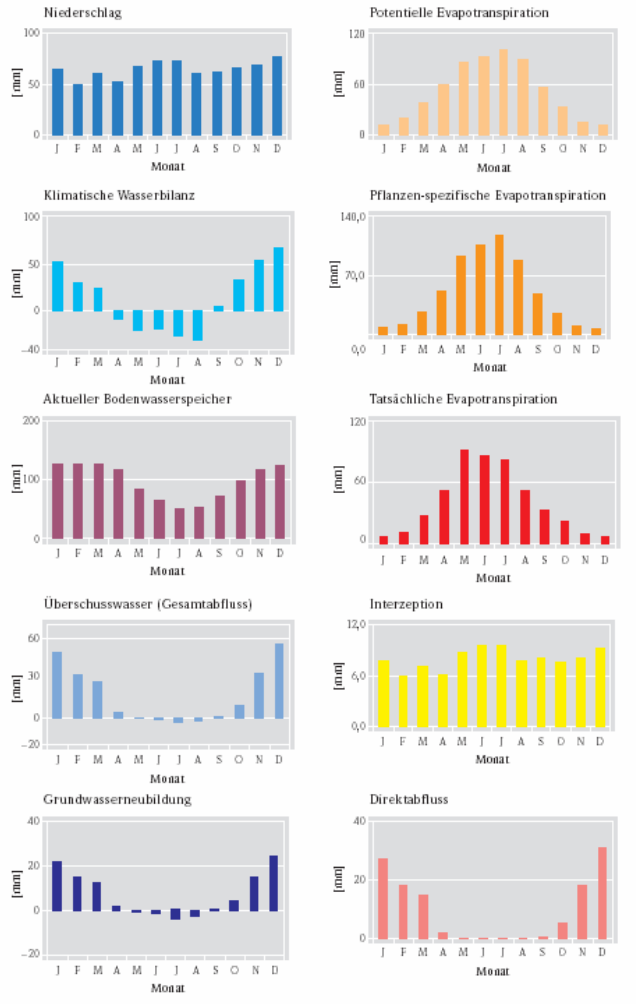 Niederschlag
100
50
0
[mm]
J F M A M J J A S O N D
Monat
Potentielle Evapotranspiration
120
60
0
[mm]
J F M A M J J A S O N D
Monat
Klimatische Wasserbilanz
100
50
0
−40
[mm]
J F M A M J J A S O N D
Monat
Pflanzen-spezifische Evapotranspiration
140,0
70,0
0,0
[mm]
J F M A M J J A S O N D
Monat
Aktueller Bodenwasserspeicher
200
100
0
[mm]
J F M A M J J A S O N D
Monat
Tatsächliche Evapotranspiration
120
60
0
[mm]
J F M A M J J A S O N D
Monat
Überschusswasser (Gesamtabfluss)
60
30
0
−20
[mm]
J F M A M J J A S O N D
Monat
Interzeption
12,0
6,0
0,0
[mm]
J F M A M J J A S O N D
Monat
Grundwasserneubildung
40
20
0
−20
[mm]
J F M A M J J A S O N D
Monat
Direktabfluss
40
20
0
[mm]
J F M A M J J A S O N D
Monat